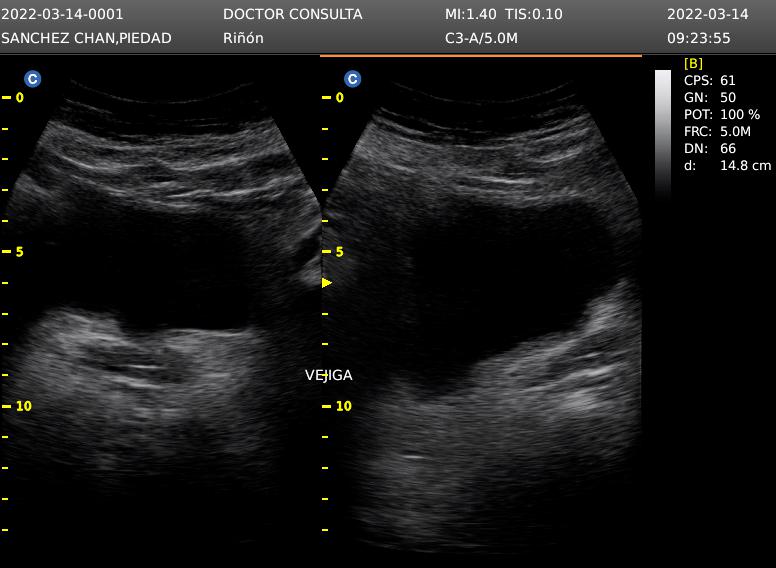 2022-03-14-0001 DOCTOR CONSULTA MI:1.40 TIS:0.10 2022-03-14
SANCHEZ CHAN,PIEDAD Riñón C3-A/5.0M 09:23:55
[B]
CPS: 61
GN: 50
POT: 100 %
FRC: 5.0M
DN: 66
d: 14.8 cm
C C
0 0
5 5
VEJIGA
10 10